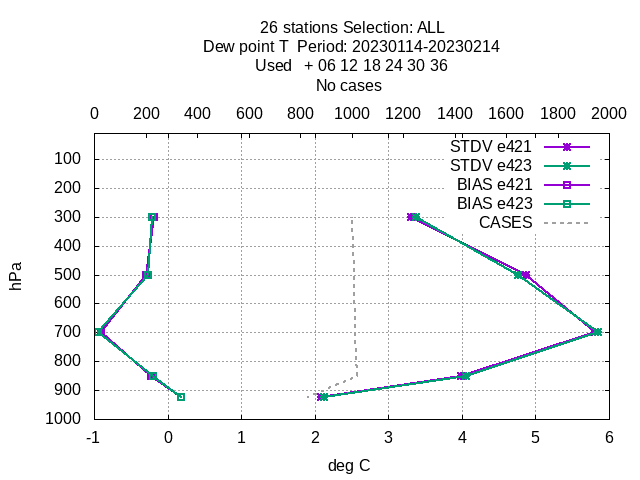 26 stations Selection: ALL
Dew point T  Period: 20230114-20230214
Used   + 06 12 18 24 30 36
No cases
0 200 400 600 800 1000 1200 1400 1600 1800 2000
STDV e421
STDV e423
BIAS e421
BIAS e423
CASES
100
200
300
400
500
600
700
800
900
1000
hPa
-1 0 1 2 3 4 5 6
deg C